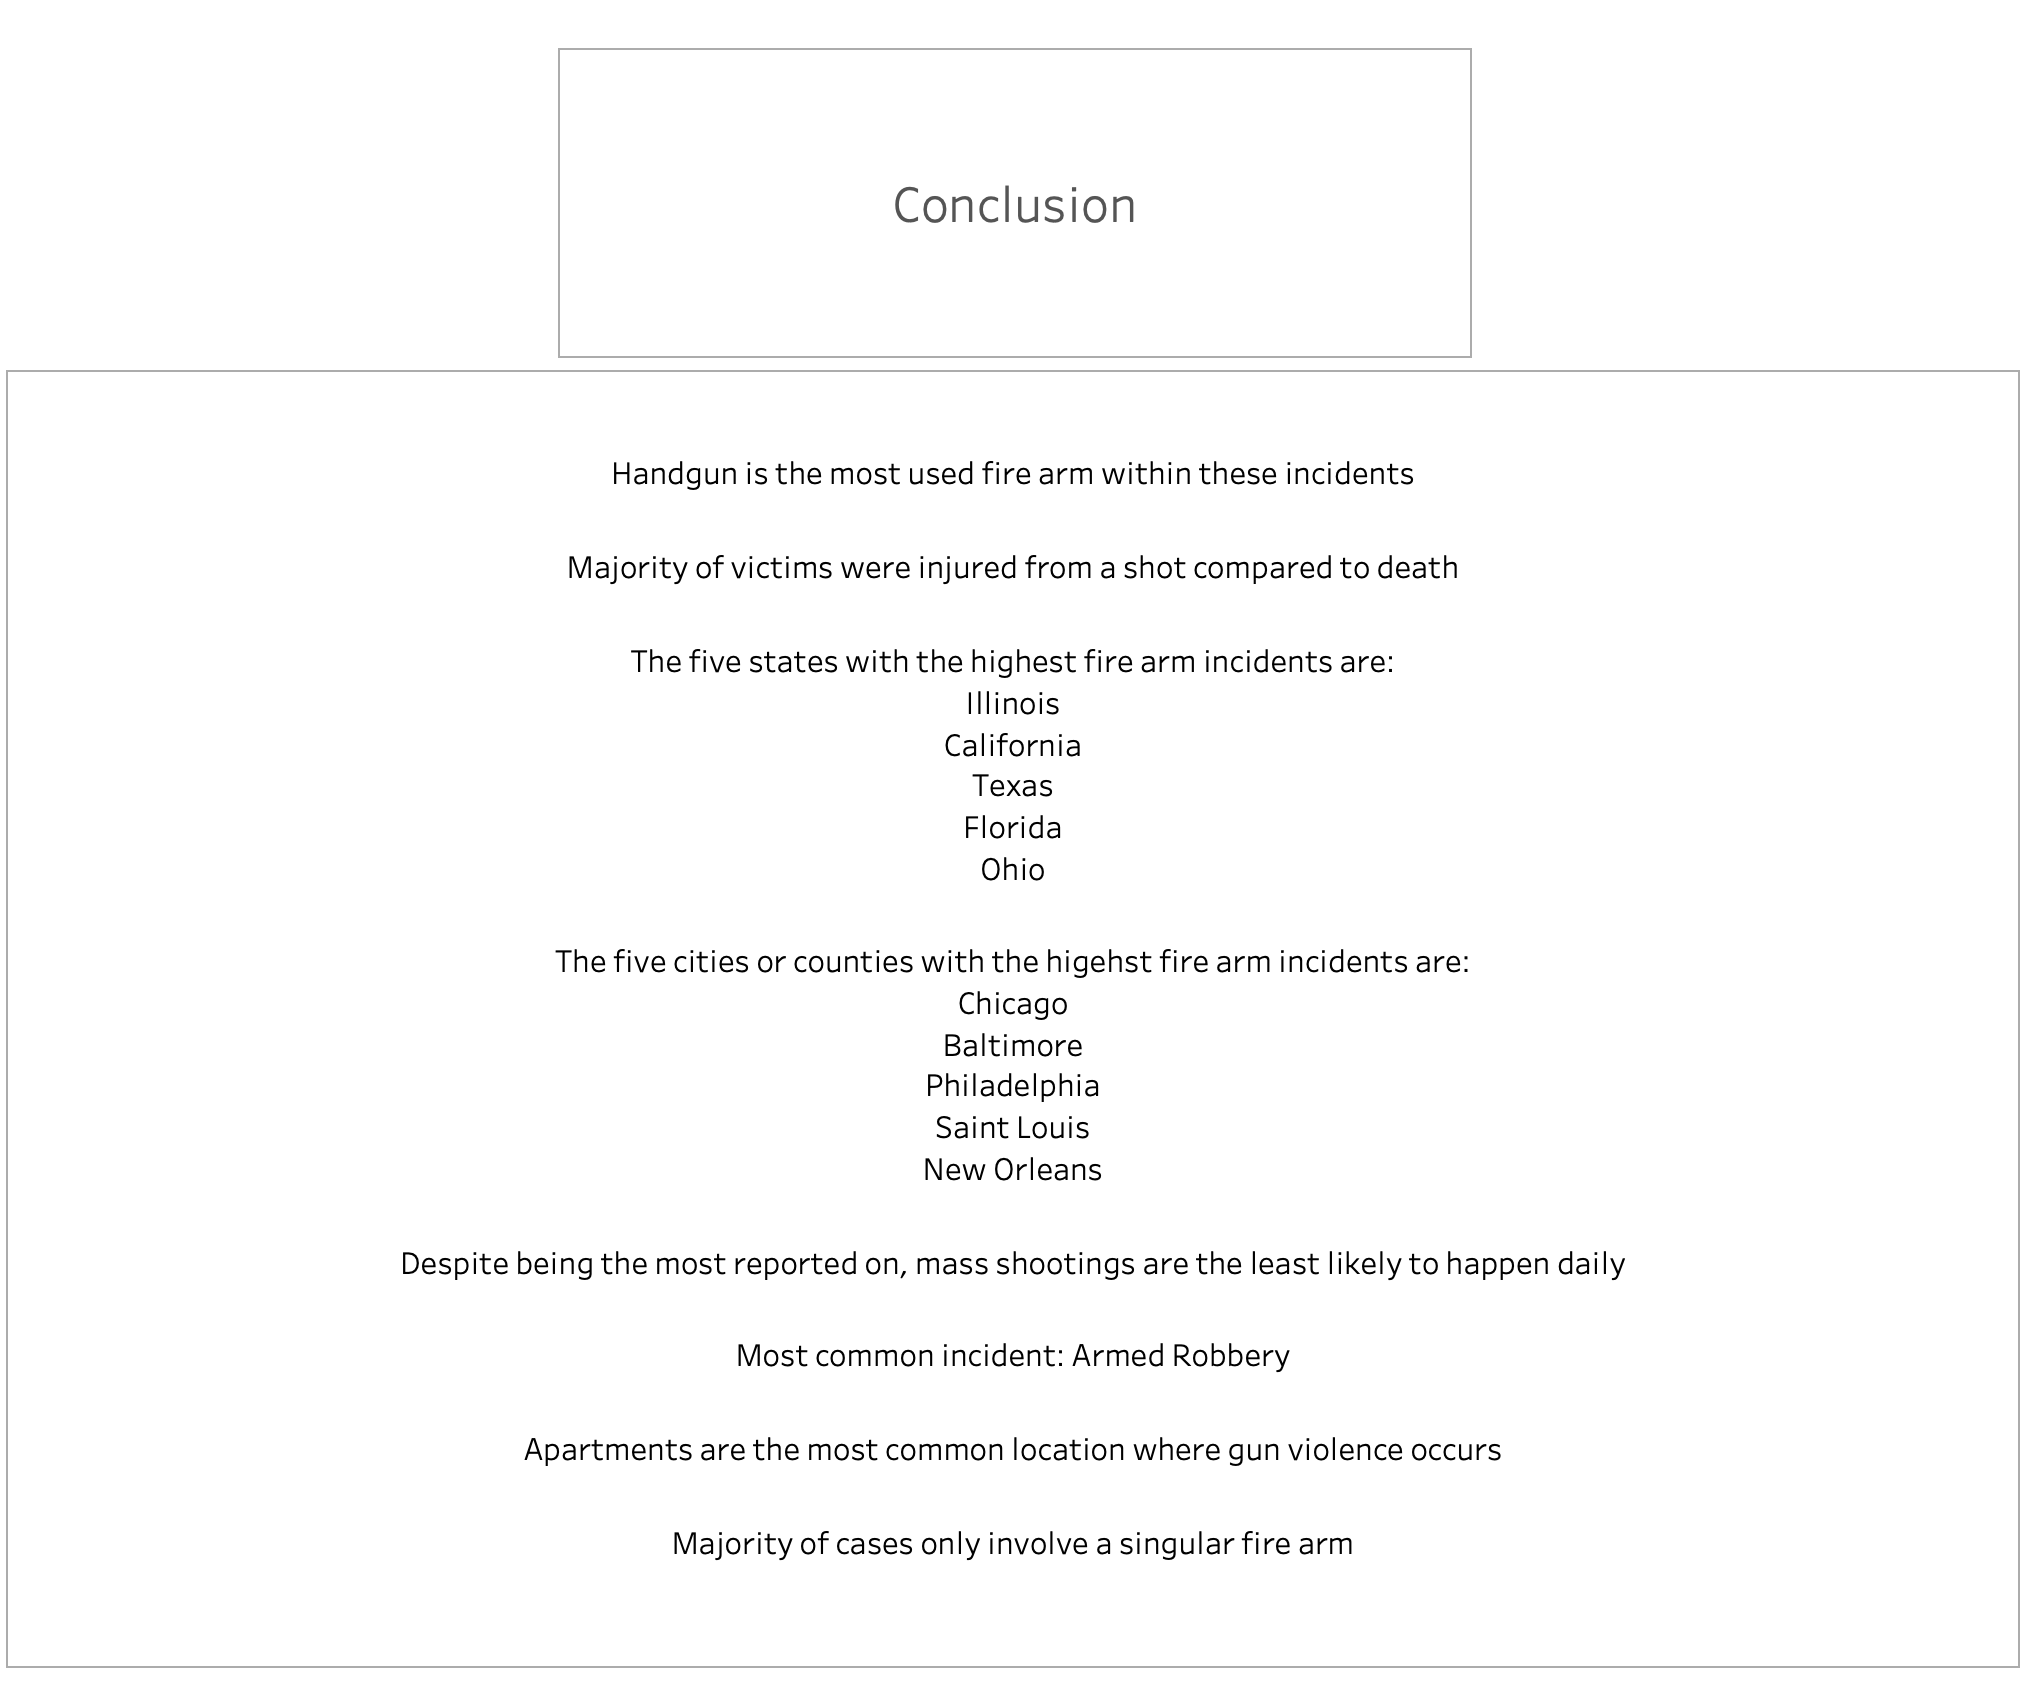 Conclusion
Handgun is the most used fire arm within these incidents
Majority of victims were injured from a shot compared to death
The five states with the highest fire arm incidents are:
Illinois
California
Texas
Florida
Ohio
The five cities or counties with the higehst fire arm incidents are:
Chicago
Baltimore
Philadelphia
Saint Louis
New Orleans
Despite being the most reported on, mass shootings are the least likely to happen daily
Most common incident: Armed Robbery
Apartments are the most common location where gun violence occurs
Majority of cases only involve a singular fire arm